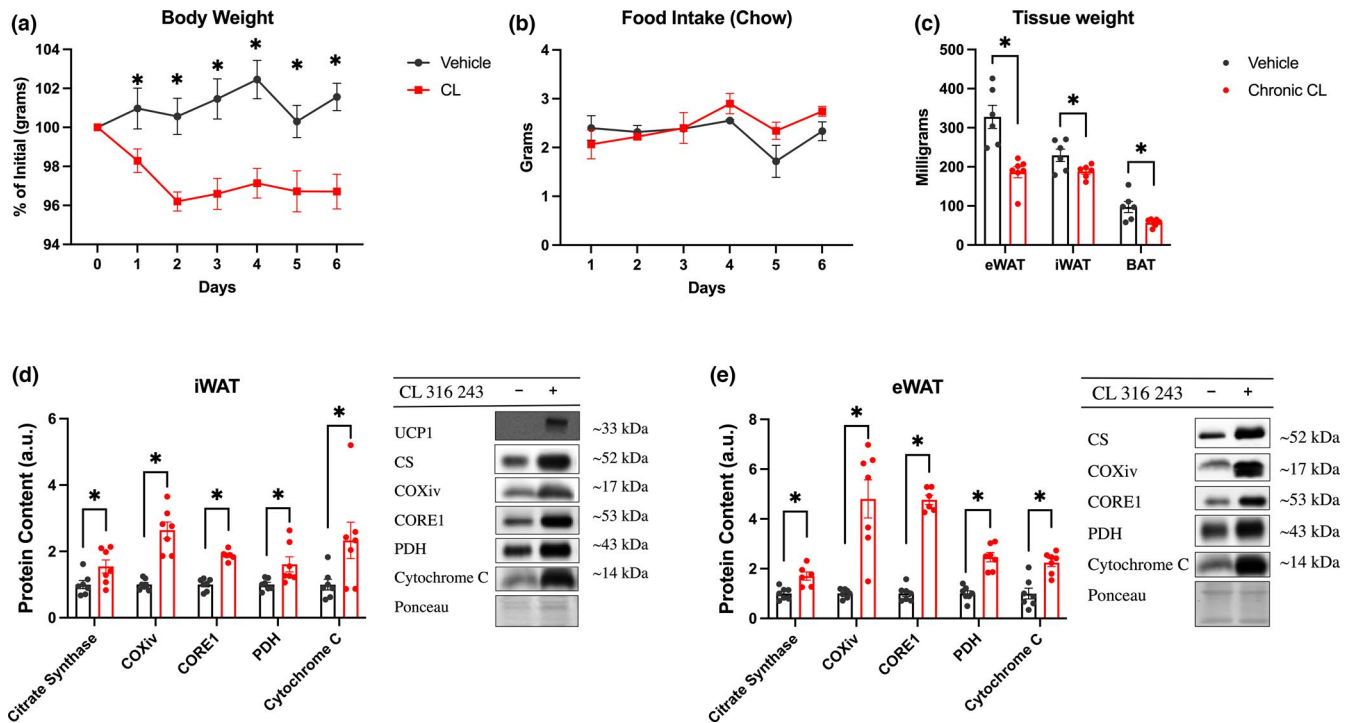 (a)
Body Weight
% of Initial (grams)
104
102
100
98
96
94
* * * * * *
0 1 2 3 4 5 6
Days
Vehicle
CL
(b)
Food Intake (Chow)
Grams
4
3
2
1
0
1 2 3 4 5 6
Days
(c)
Tissue weight
Milligrams
500
400
300
200
100
0
* * *
eWAT iWAT BAT
Vehicle
Chronic CL
(d)
iWAT
Protein Content (a.u.)
6
4
2
0
* * * * *
Citrate Synthase
COXiv
CORE1
PDH
Cytochrome C
CL 316 243 − +
UCP1 ~33 kDa
CS ~52 kDa
COXiv ~17 kDa
CORE1 ~53 kDa
PDH ~43 kDa
Cytochrome C ~14 kDa
Ponceau
(e)
eWAT
Protein Content (a.u.)
8
6
4
2
0
* * * * *
Citrate Synthase
COXiv
CORE1
PDH
Cytochrome C
CL 316 243 − +
CS ~52 kDa
COXiv ~17 kDa
CORE1 ~53 kDa
PDH ~43 kDa
Cytochrome C ~14 kDa
Ponceau